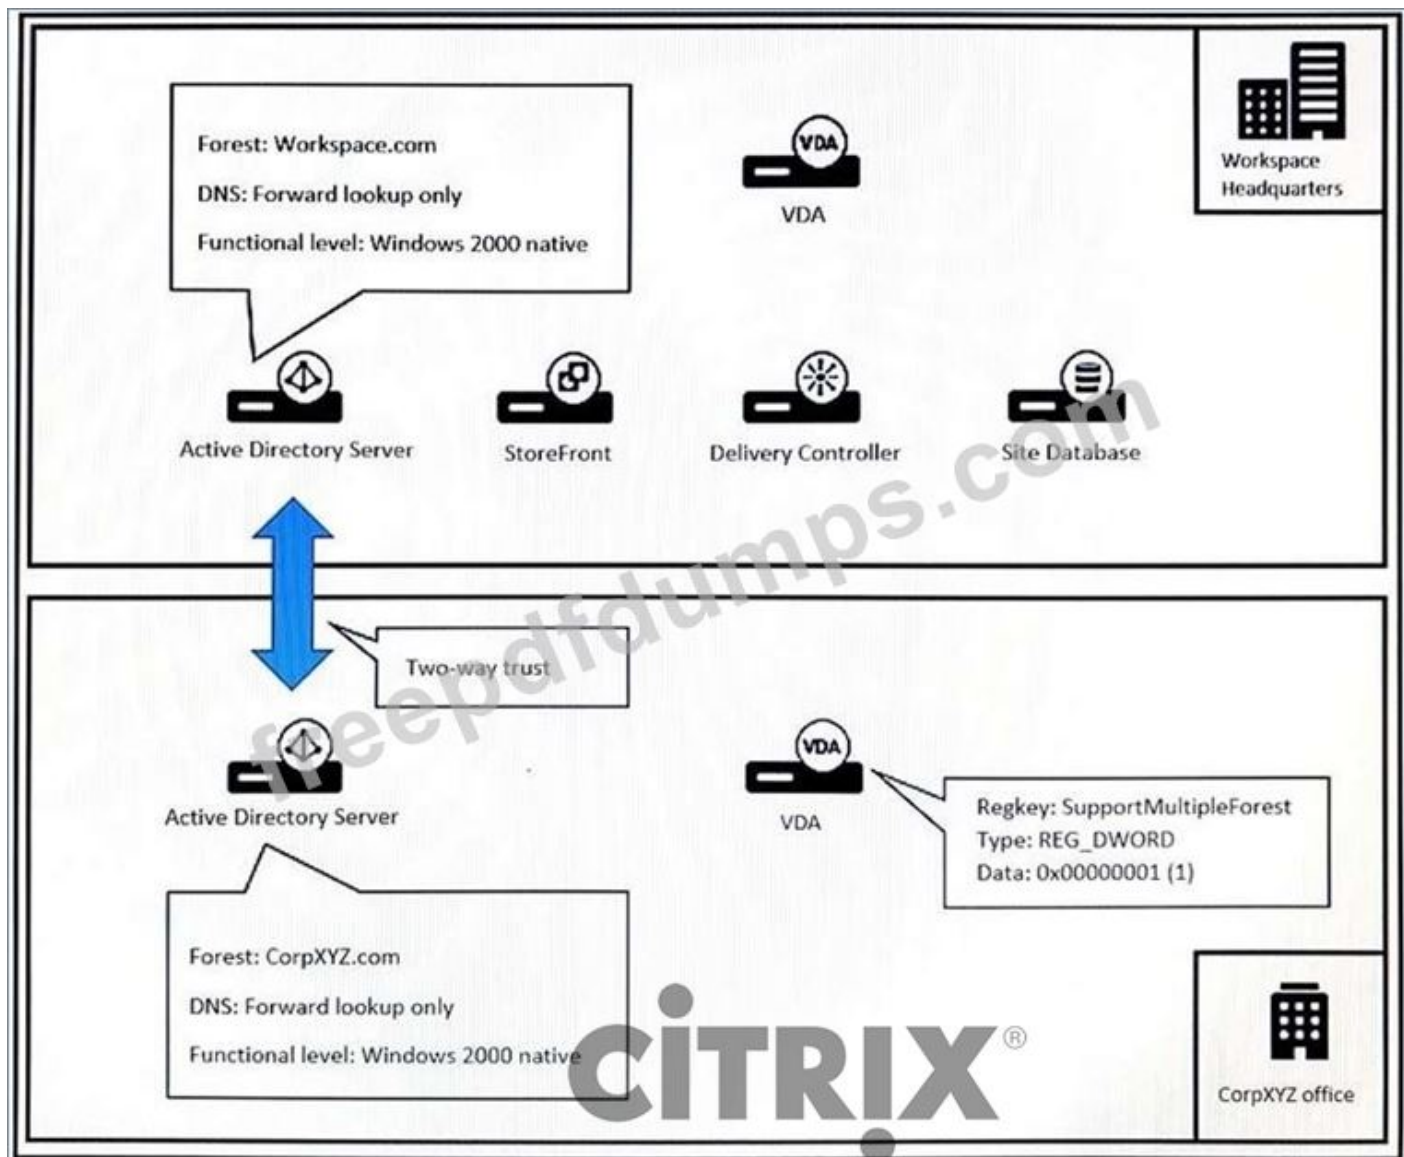 Forest: Workspace.com
DNS: Forward lookup only
Functional level: Windows 2000 native
VDA
VDA
Workspace
Headquarters
Active Directory Server
StoreFront
Delivery Controller
Site Database
Two-way trust
Active Directory Server
VDA
VDA
Regkey: SupportMultipleForest
Type: REG_DWORD
Data: 0x00000001 (1)
Forest: CorpXYZ.com
DNS: Forward lookup only
Functional level: Windows 2000 native
CorpXYZ office
freepdfdumps.com
CiTRiX®